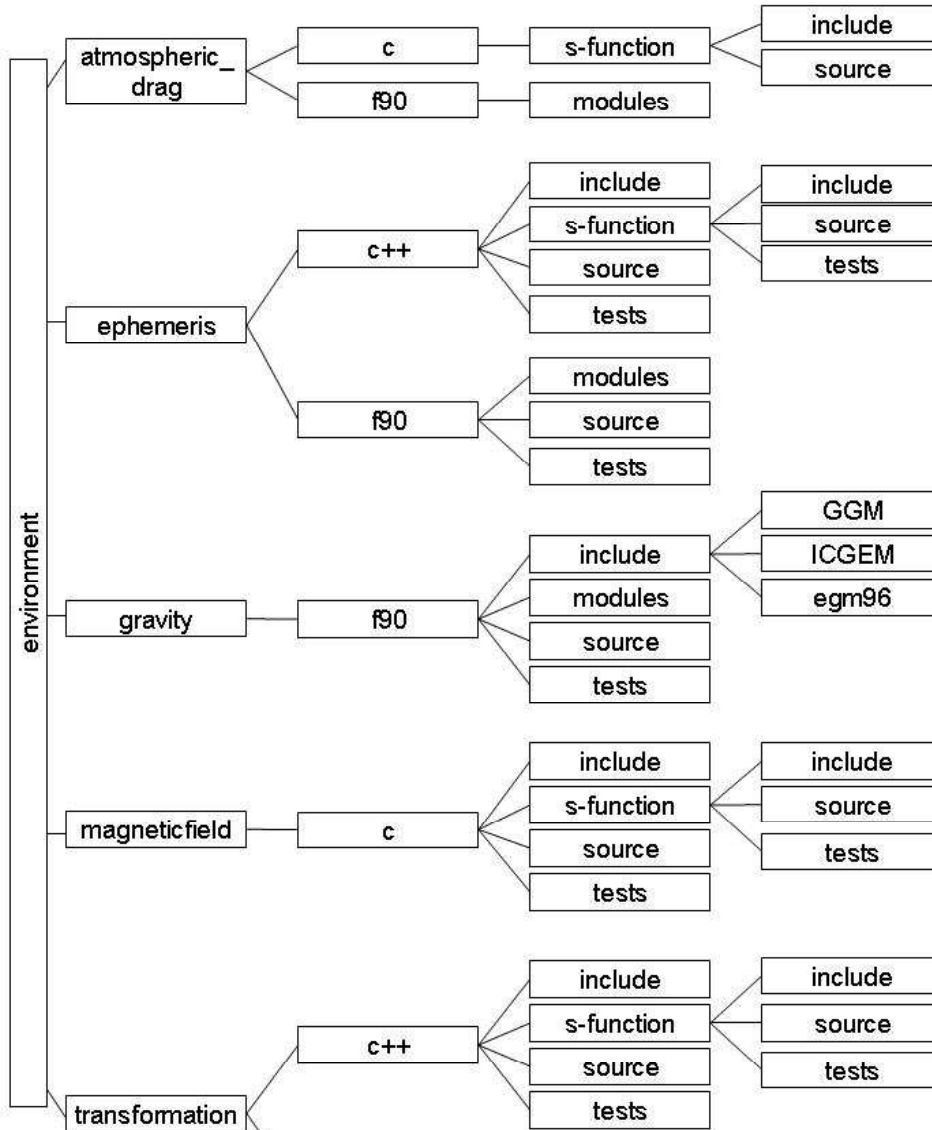 environment
atmospheric_
drag
c
s-function
include
source
f90
modules
ephemeris
c++
include
s-function
include
source
tests
source
tests
f90
modules
source
tests
gravity
f90
include
GGM
ICGEM
egm96
modules
source
tests
magneticfield
c
include
s-function
include
source
tests
source
tests
transformation
c++
include
s-function
include
source
tests
source
tests